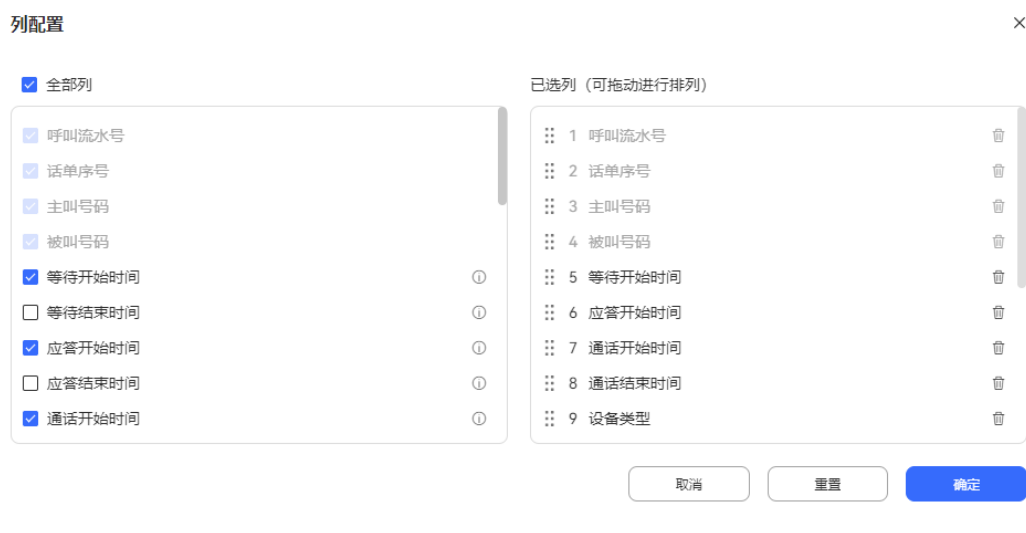 列配置
全部列
呼叫流水号
话单序号
主叫号码
被叫号码
等待开始时间
等待结束时间
应答开始时间
应答结束时间
通话开始时间
已选列（可拖动进行排列）
1 呼叫流水号
2 话单序号
3 主叫号码
4 被叫号码
5 等待开始时间
6 应答开始时间
7 通话开始时间
8 通话结束时间
9 设备类型
取消
重置
确定